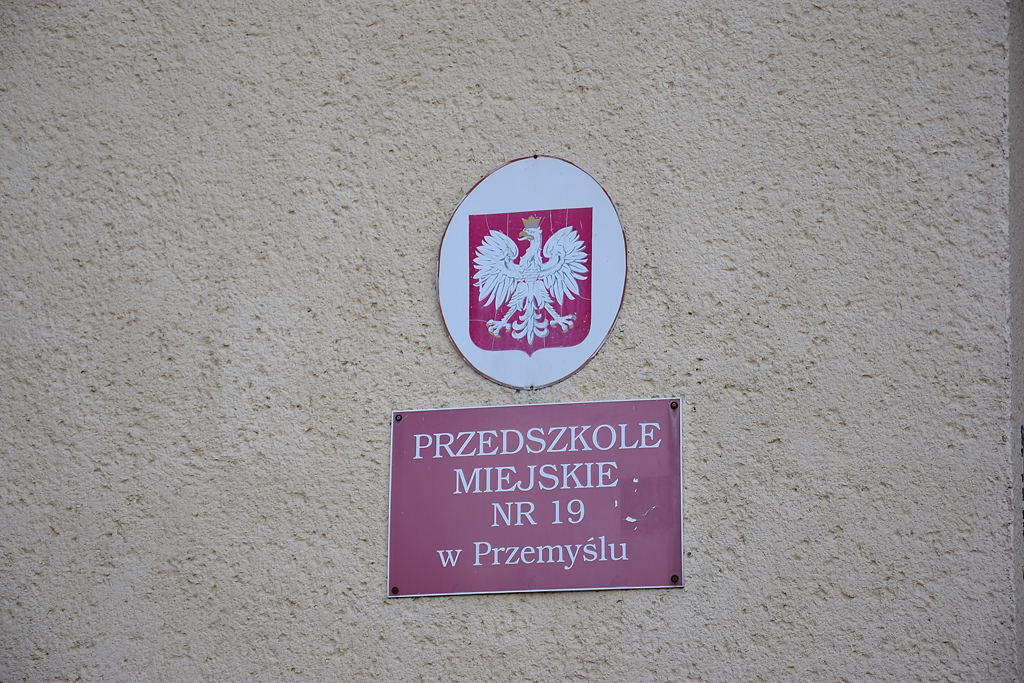 PRZEDSZKOLE
MIEJSKIE
NR 19
w Przemyślu